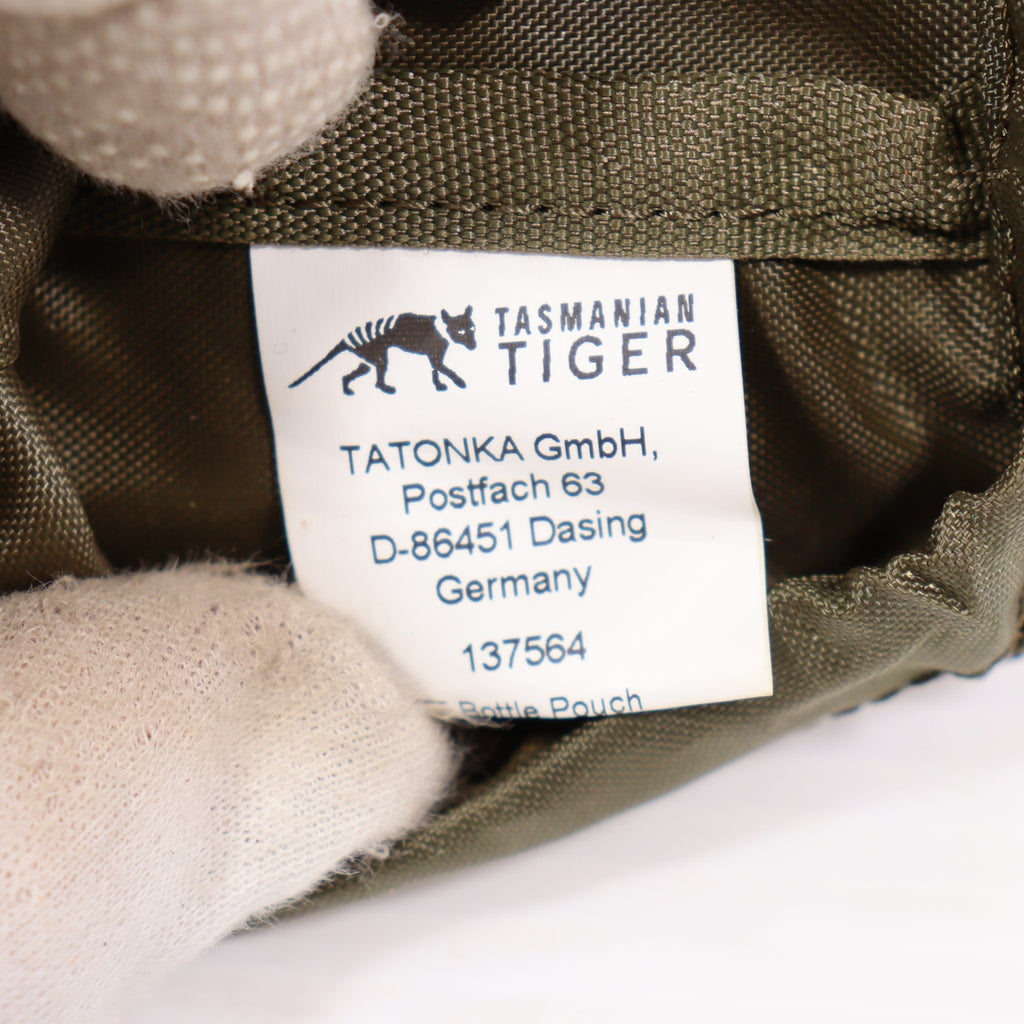 TASMANIAN
TIGER
TATONKA GmbH,
Postfach 63
D-86451 Dasing
Germany
137564
Bottle Pouch